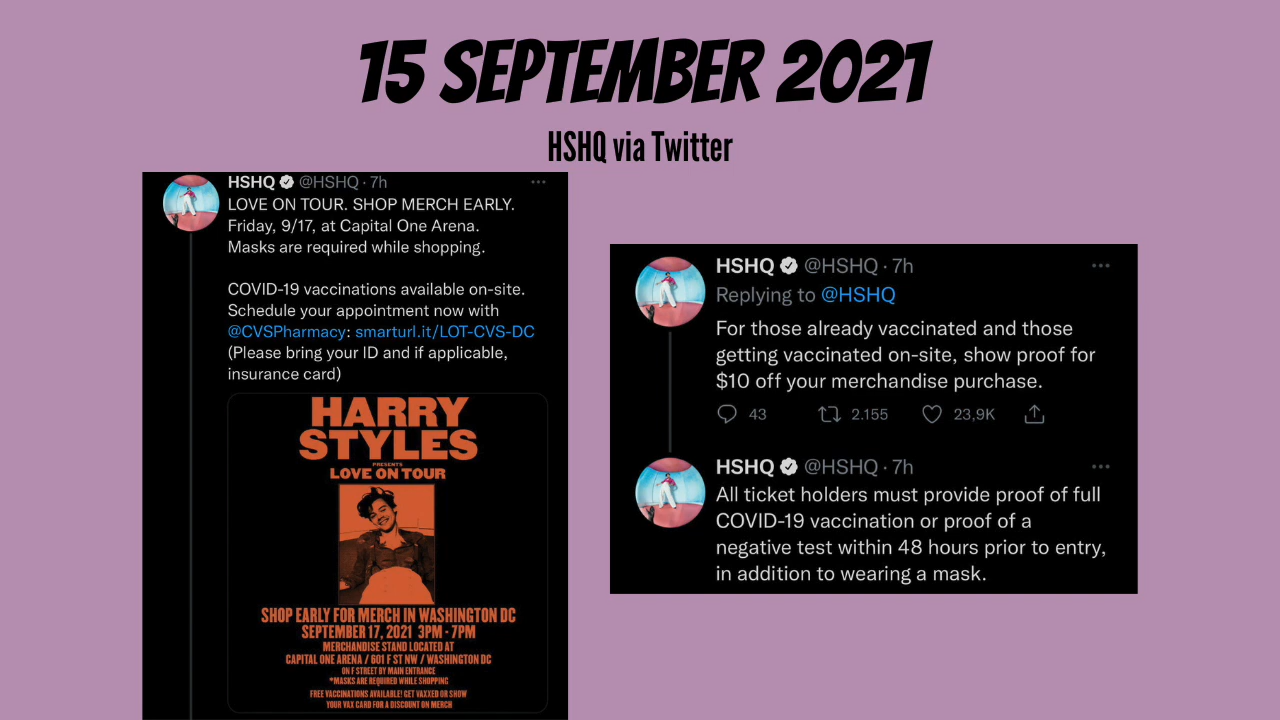 15 SEPTEMBER 2021
HSHQ via Twitter
HSHQ @HSHQ · 7h
LOVE ON TOUR. SHOP MERCH EARLY.
Friday, 9/17, at Capital One Arena.
Masks are required while shopping.
COVID-19 vaccinations available on-site.
Schedule your appointment now with
@CVSPharmacy: smarturl.it/LOT-CVS-DC
(Please bring your ID and if applicable,
insurance card)
HARRY
STYLES
PRESENTS
LOVE ON TOUR
SHOP EARLY FOR MERCH IN WASHINGTON DC
SEPTEMBER 17, 2021 3PM - 7PM
MERCHANDISE STAND LOCATED AT
CAPITAL ONE ARENA / 601 F ST NW / WASHINGTON DC
ON F STREET BY MAIN ENTRANCE
*MASKS ARE REQUIRED WHILE SHOPPING
FREE VACCINATIONS AVAILABLE! GET VAXXED OR SHOW
YOUR VAX CARD FOR A DISCOUNT ON MERCH
HSHQ @HSHQ · 7h
Replying to @HSHQ
For those already vaccinated and those
getting vaccinated on-site, show proof for
$10 off your merchandise purchase.
43 2.155 23,9K
HSHQ @HSHQ · 7h
All ticket holders must provide proof of full
COVID-19 vaccination or proof of a
negative test within 48 hours prior to entry,
in addition to wearing a mask.